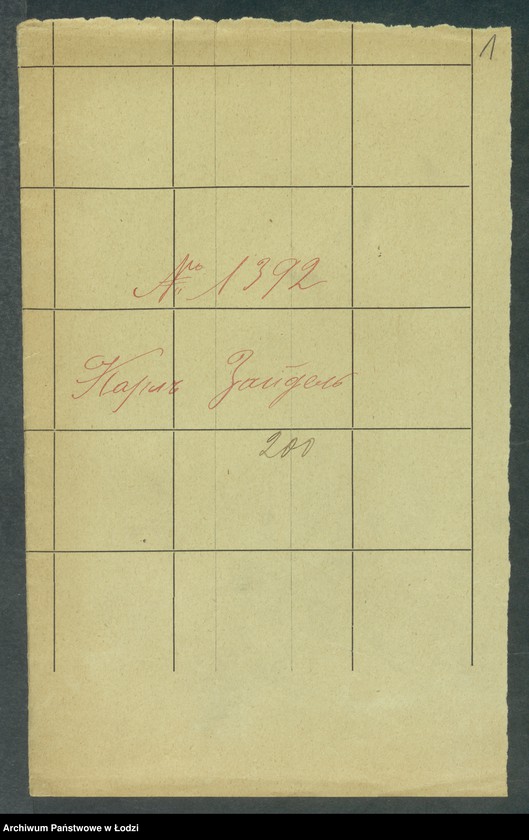 1
№ 1392
Карлъ Зайдель
200
Archiwum Państwowe w Łodzi